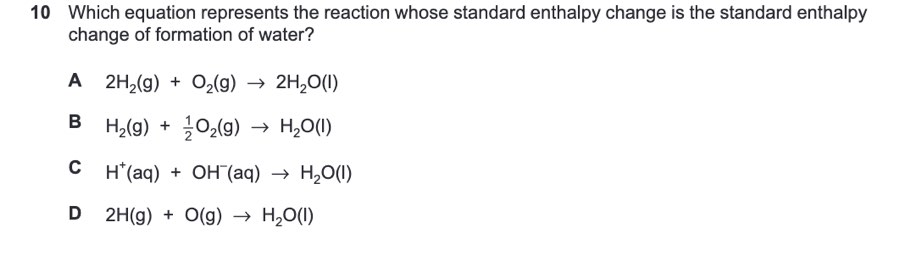 10 Which equation represents the reaction whose standard enthalpy change is the standard enthalpy
change of formation of water?
A 2H₂(g) + O₂(g) → 2H₂O(l)
B H₂(g) + ½O₂(g) → H₂O(l)
C H⁺(aq) + OH⁻(aq) → H₂O(l)
D 2H(g) + O(g) → H₂O(l)